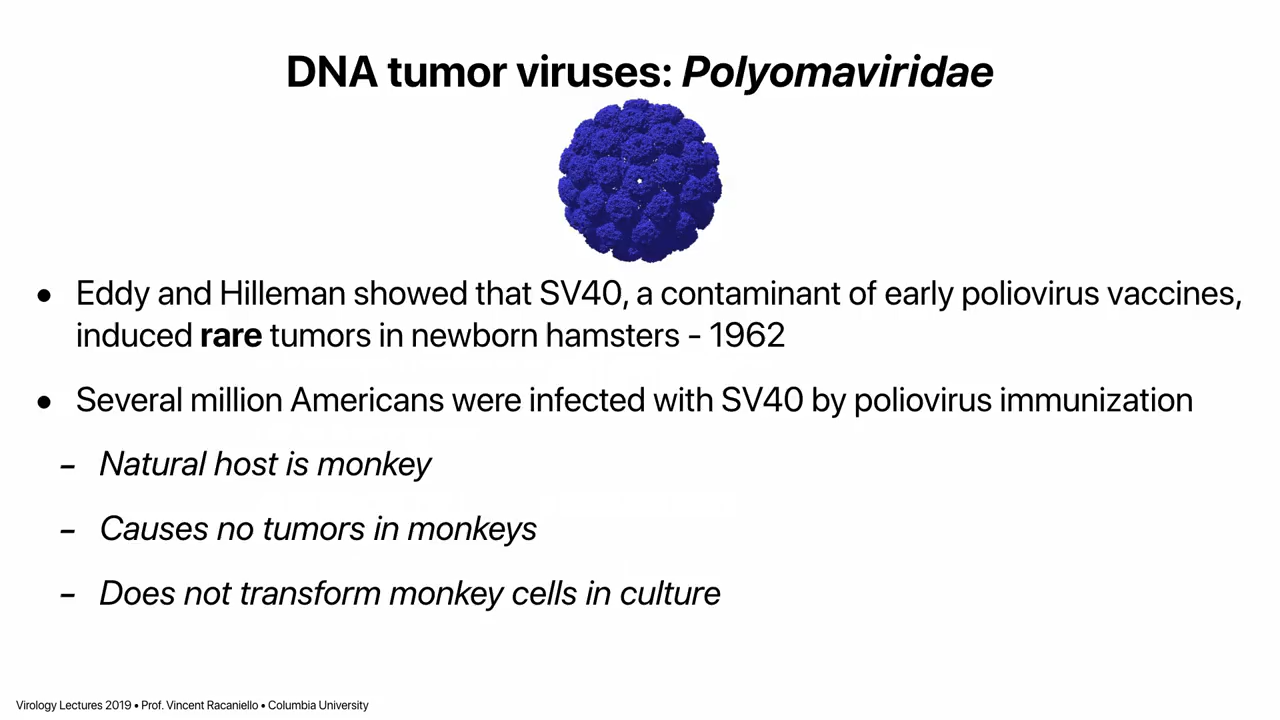 DNA tumor viruses: Polyomaviridae
• Eddy and Hilleman showed that SV40, a contaminant of early poliovirus vaccines,
induced rare tumors in newborn hamsters - 1962
• Several million Americans were infected with SV40 by poliovirus immunization
– Natural host is monkey
– Causes no tumors in monkeys
– Does not transform monkey cells in culture
Virology Lectures 2019 • Prof. Vincent Racaniello • Columbia University